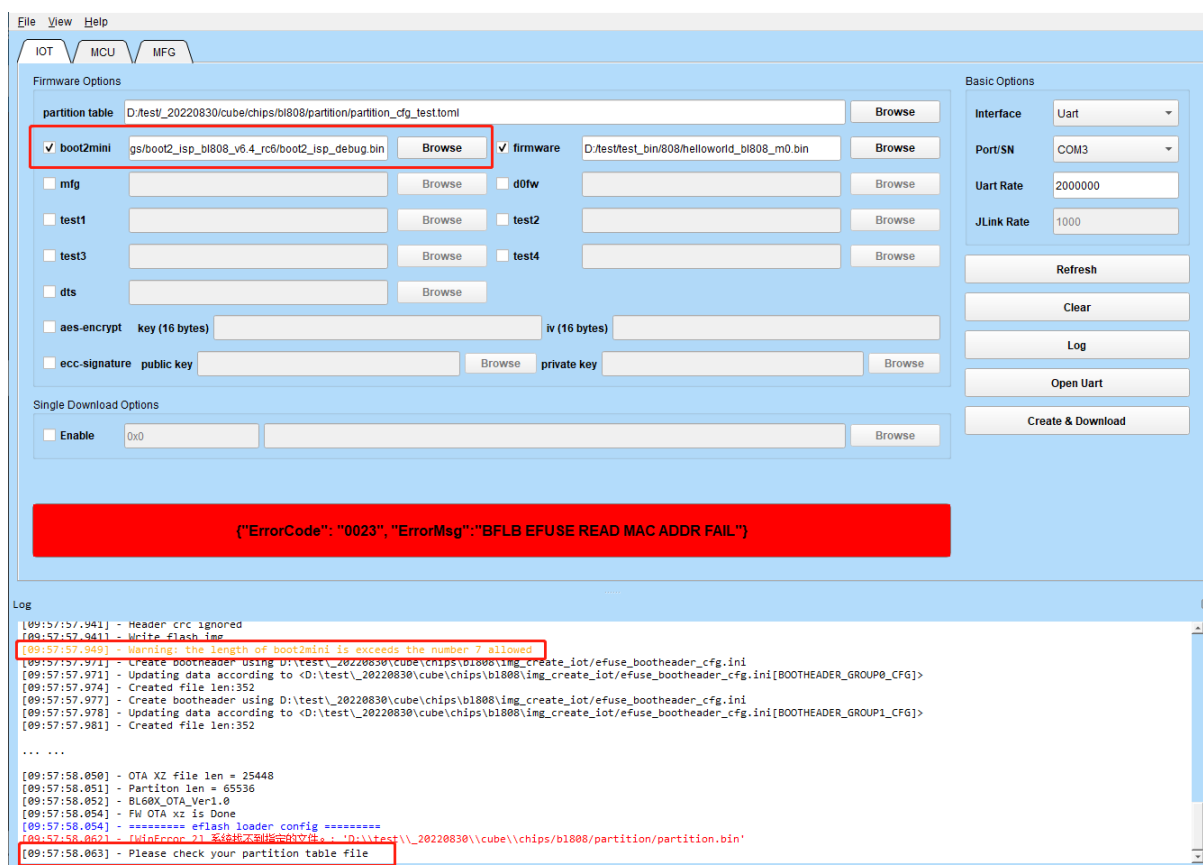 File View Help
IOT MCU MFG
Firmware Options
partition table D:/test/_20220830/cube/chips/bl808/partition/partition_cfg_test.toml Browse
boot2mini gs/boot2_isp_bl808_v6.4_rc6/boot2_isp_debug.bin Browse firmware D:/test/test_bin/808/helloworld_bl808_m0.bin Browse
mfg Browse d0fw Browse
test1 Browse test2 Browse
test3 Browse test4 Browse
dts Browse
aes-encrypt key (16 bytes) iv (16 bytes)
ecc-signature public key Browse private key Browse
Single Download Options
Enable 0x0 Browse
Basic Options
Interface Uart
Port/SN COM3
Uart Rate 2000000
JLink Rate 1000
Refresh
Clear
Log
Open Uart
Create & Download
{"ErrorCode": "0023", "ErrorMsg":"BFLB EFUSE READ MAC ADDR FAIL"}
Log
[09:57:57.941] - Header crc ignored
[09:57:57.941] - Write flash img
[09:57:57.949] - Warning: the length of boot2mini is exceeds the number 7 allowed
[09:57:57.971] - Create bootheader using D:\test\_20220830\cube\chips\bl808\img_create_iot/efuse_bootheader_cfg.ini
[09:57:57.971] - Updating data according to <D:\test\_20220830\cube\chips\bl808\img_create_iot/efuse_bootheader_cfg.ini[BOOTHEADER_GROUP0_CFG]>
[09:57:57.974] - Created file len:352
[09:57:57.977] - Create bootheader using D:\test\_20220830\cube\chips\bl808\img_create_iot/efuse_bootheader_cfg.ini
[09:57:57.978] - Updating data according to <D:\test\_20220830\cube\chips\bl808\img_create_iot/efuse_bootheader_cfg.ini[BOOTHEADER_GROUP1_CFG]>
[09:57:57.981] - Created file len:352
... ...
[09:57:58.050] - OTA XZ file len = 25448
[09:57:58.051] - Partiton len = 65536
[09:57:58.052] - BL60X_OTA_Ver1.0
[09:57:58.054] - FW OTA xz is Done
[09:57:58.054] - ========= eflash loader config =========
[09:57:58.062] - [WinError 2] 系统找不到指定的文件。: 'D:\\test\\_20220830\\cube\\chips/bl808/partition/partition.bin'
[09:57:58.063] - Please check your partition table file